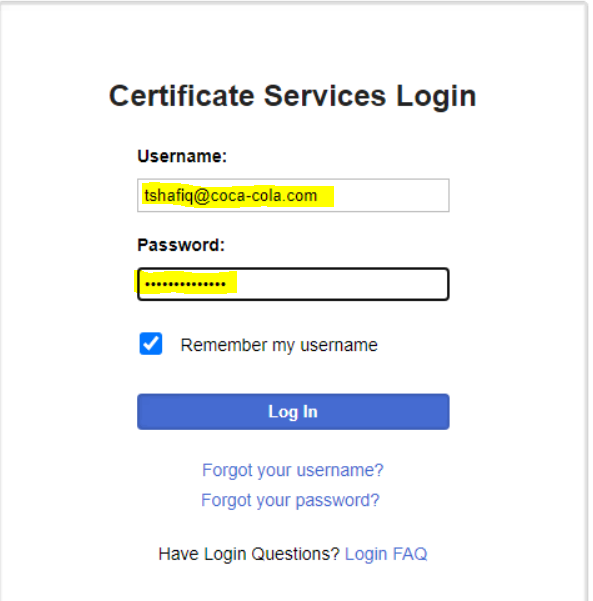 Certificate Services Login
Username:
tshafiq@coca-cola.com
Password:
••••••••••••••
Remember my username
Log In
Forgot your username?
Forgot your password?
Have Login Questions? Login FAQ